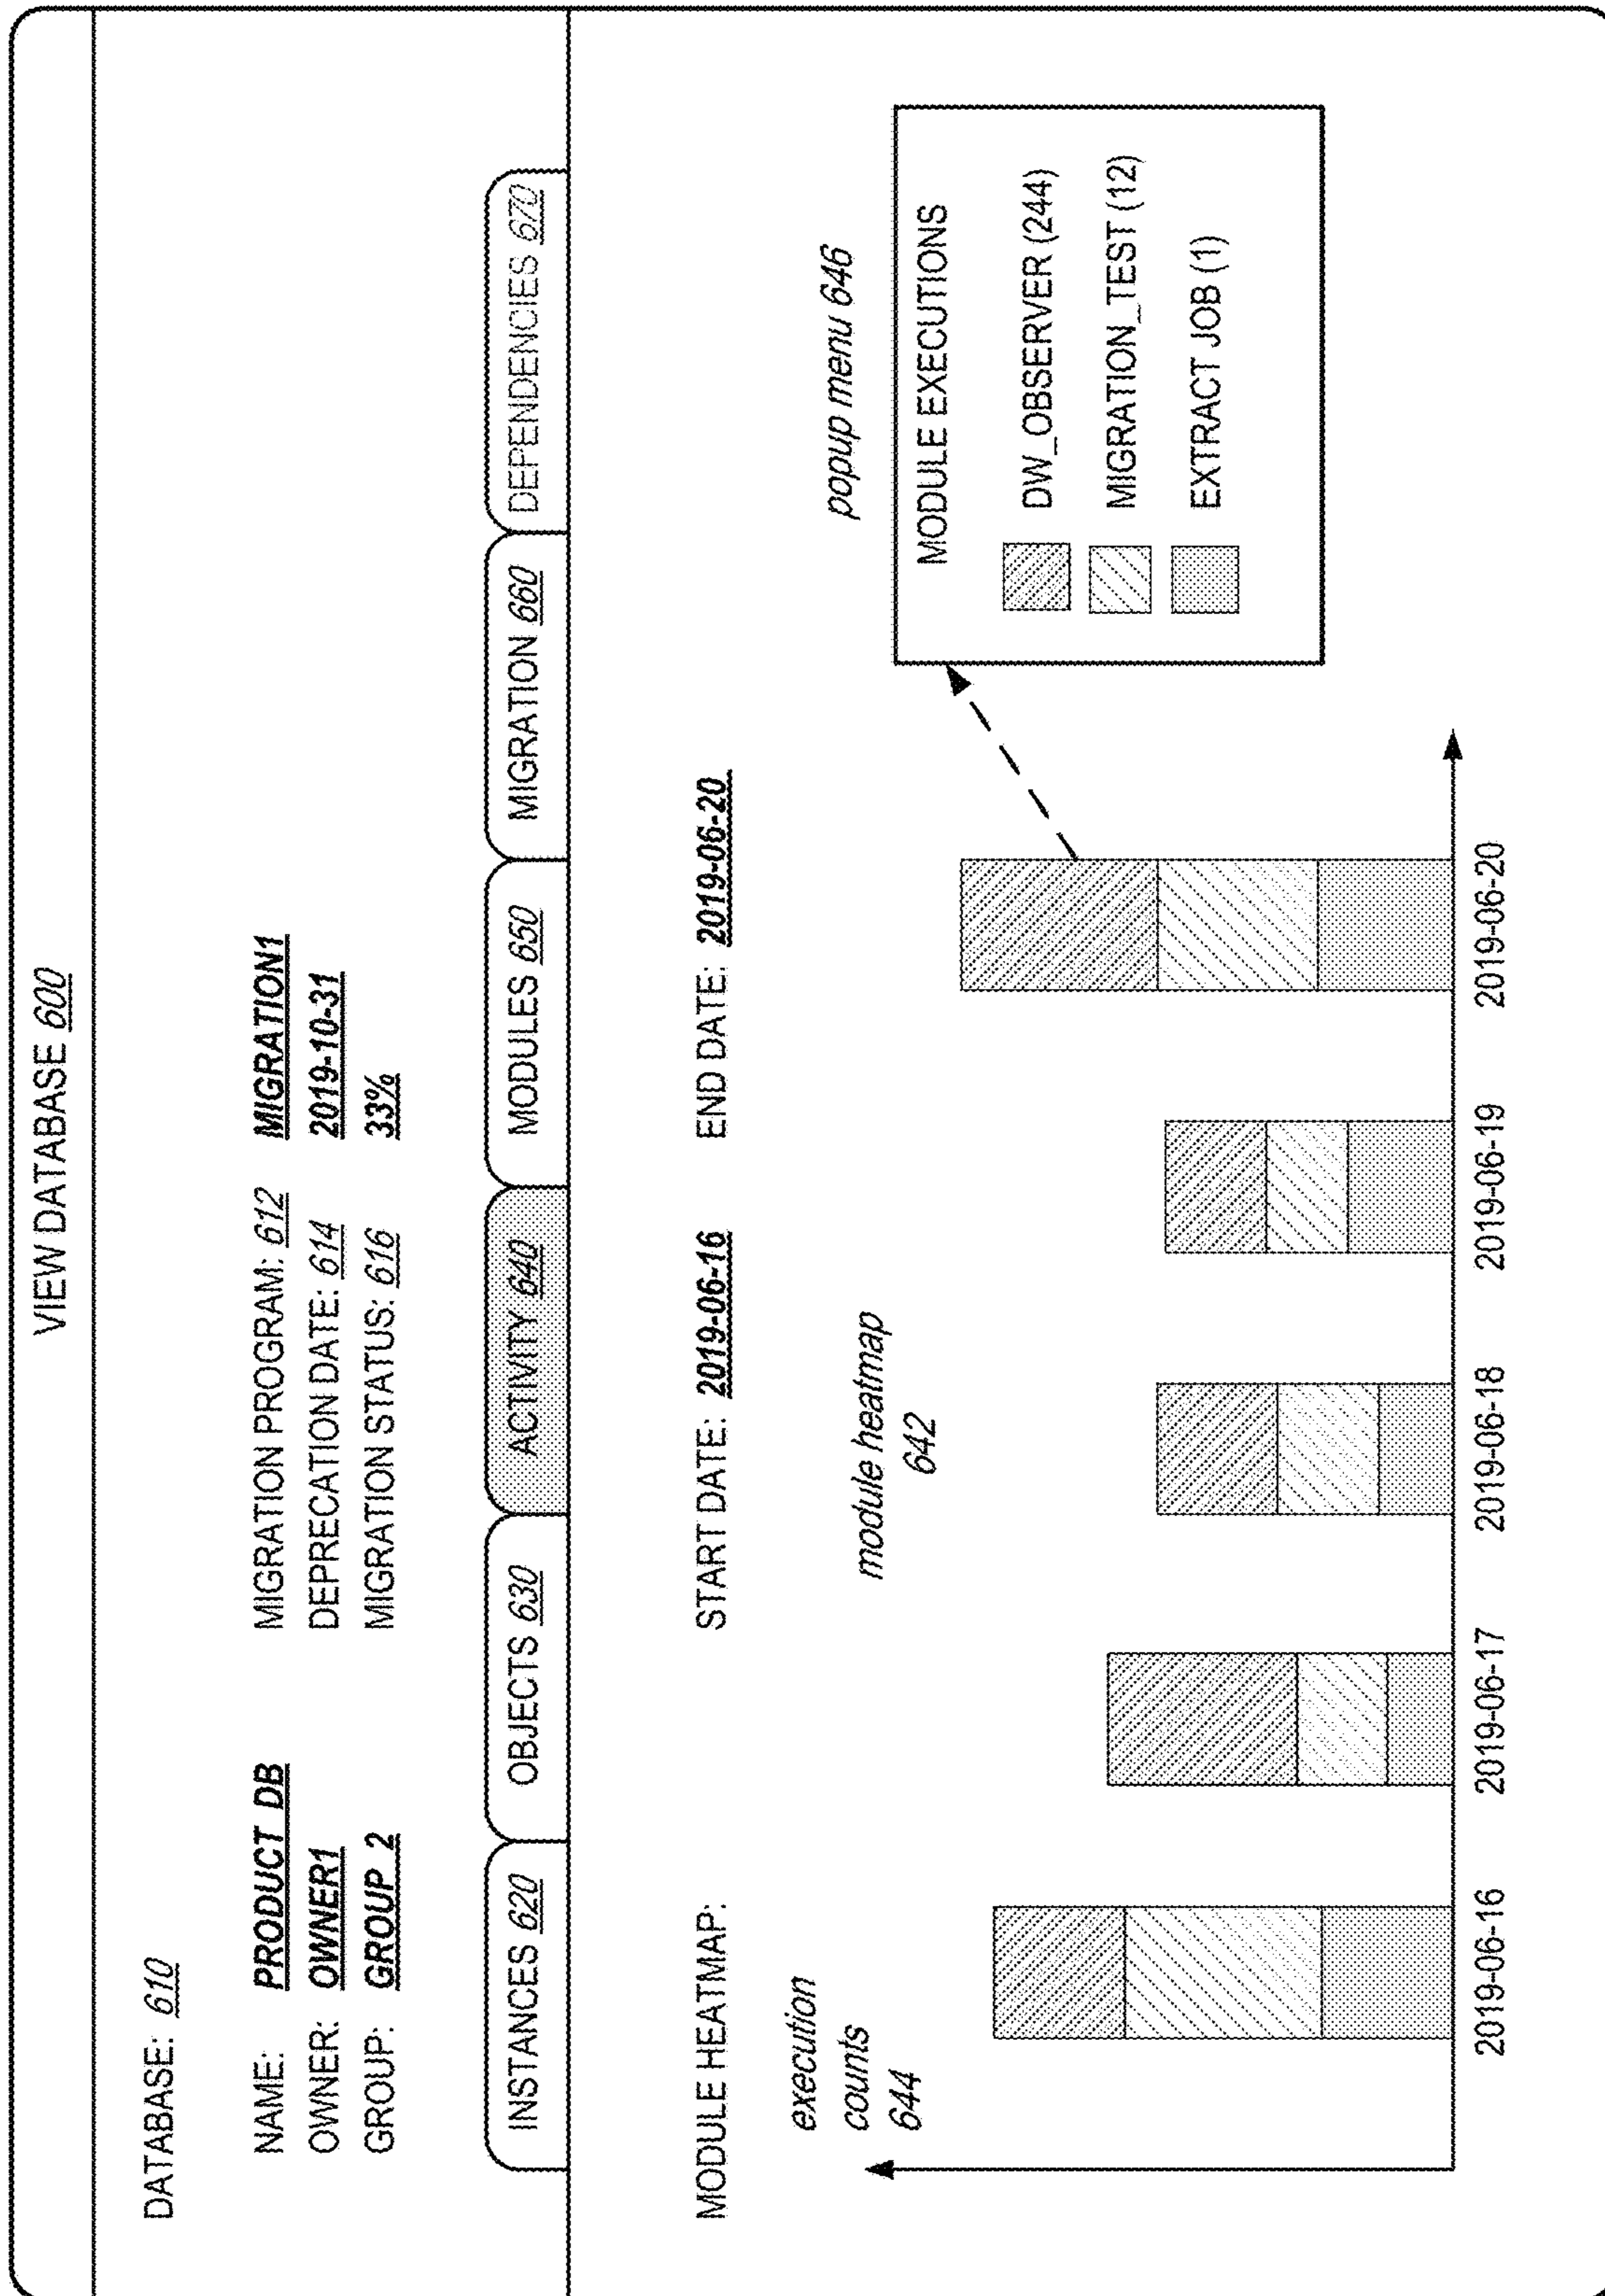 VIEW DATABASE 600
DATABASE: 610
NAME: PRODUCT_DB
OWNER: OWNER1
GROUP: GROUP_2
MIGRATION PROGRAM: 612 MIGRATION1
DEPRECATION DATE: 614 2019-10-31
MIGRATION STATUS: 616 33%
INSTANCES 620 OBJECTS 630 ACTIVITY 640 MODULES 650 MIGRATION 660 DEPENDENCIES 670
MODULE HEATMAP: START DATE: 2019-06-16 END DATE: 2019-06-20
execution
counts
644
module heatmap
642
popup menu 646
MODULE EXECUTIONS
DW_OBSERVER (244)
MIGRATION_TEST (12)
EXTRACT JOB (1)
2019-06-16 2019-06-17 2019-06-18 2019-06-19 2019-06-20